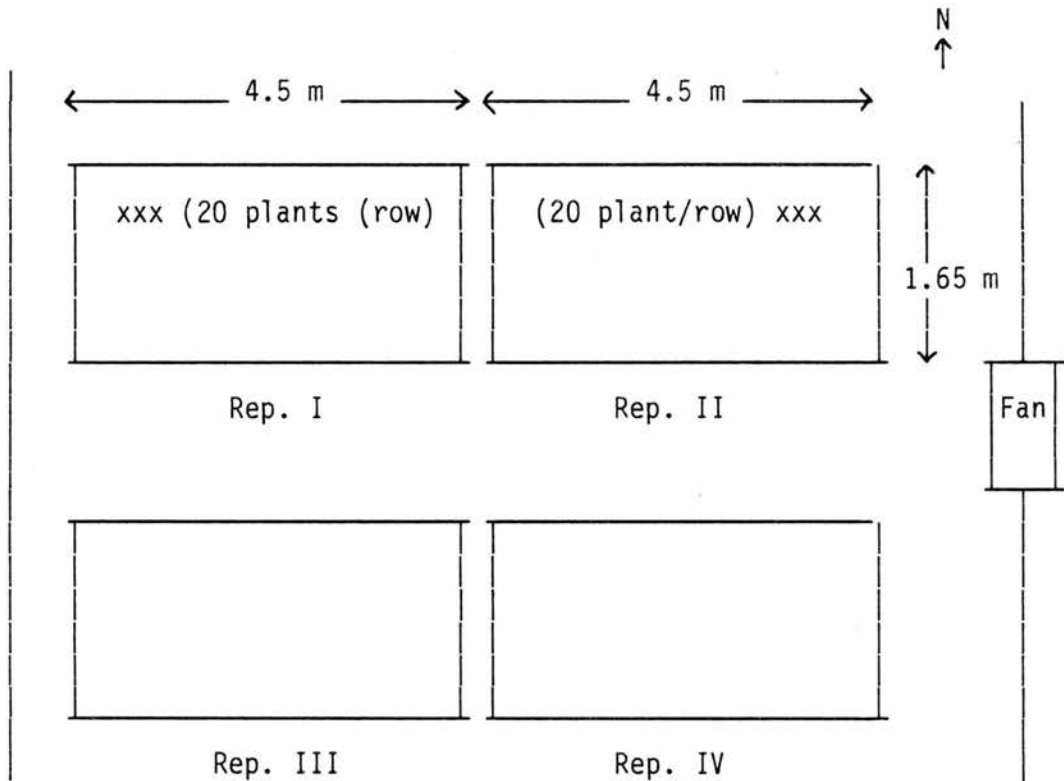 N
4.5 m 4.5 m
xxx (20 plants (row) (20 plant/row) xxx
1.65 m
Rep. I Rep. II Fan
Rep. III Rep. IV